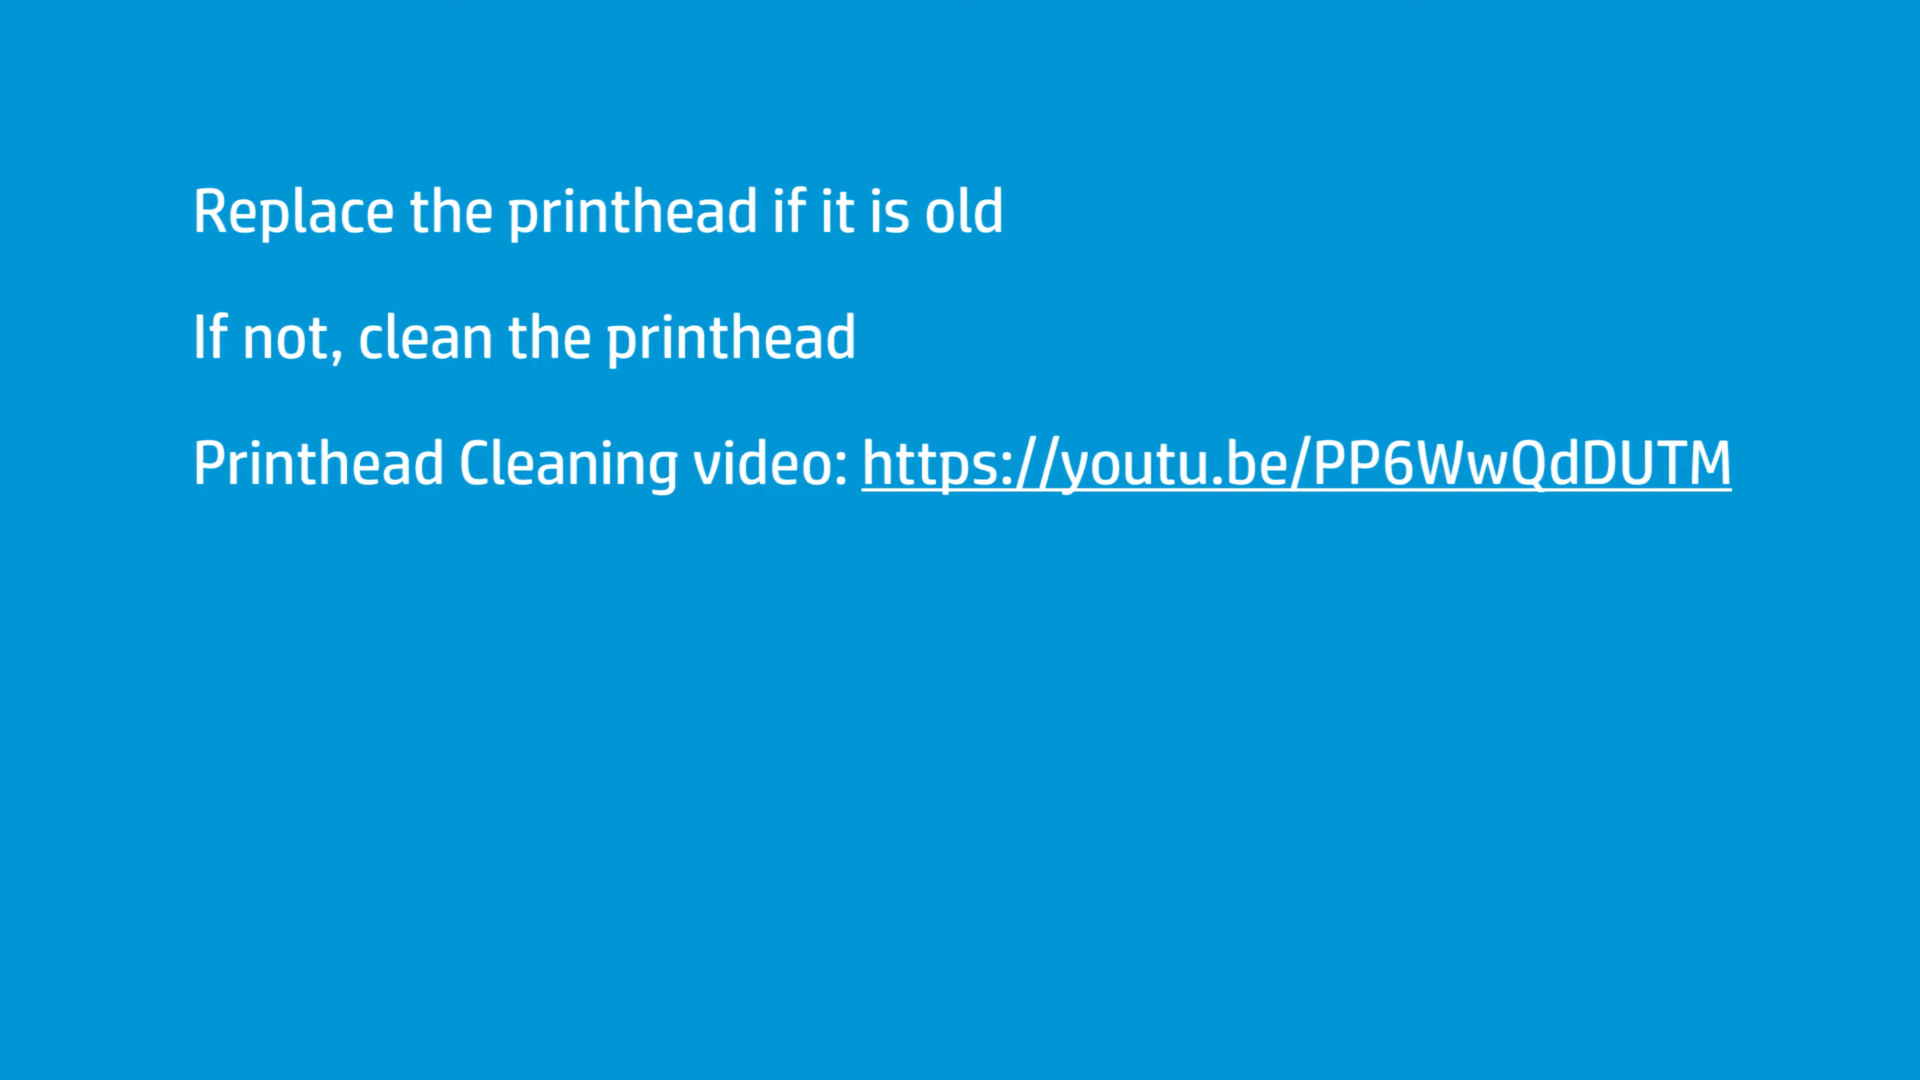 Replace the printhead if it is old
If not, clean the printhead
Printhead Cleaning video: https://youtu.be/PP6WwQdDUTM